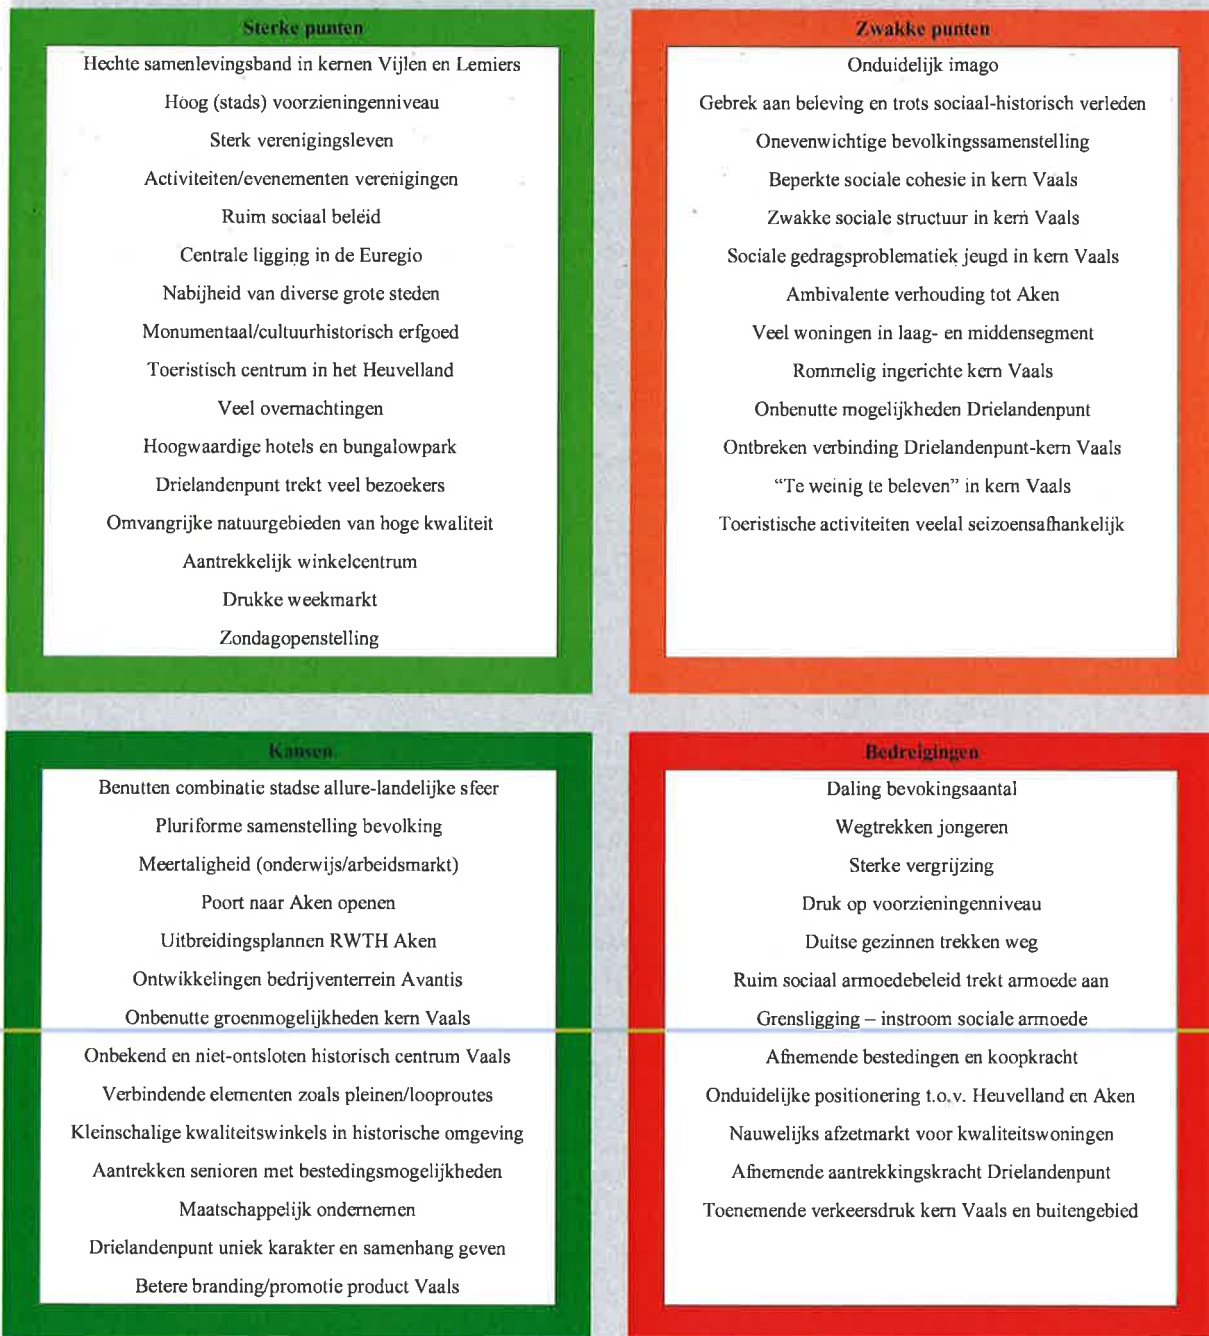 Sterke punten
Hechte samenlevingsband in kernen Vijlen en Lemiers
Hoog (stads) voorzieningenniveau
Sterk verenigingsleven
Activiteiten/evenementen verenigingen
Ruim sociaal beleid
Centrale ligging in de Euregio
Nabijheid van diverse grote steden
Monumentaal/cultuurhistorisch erfgoed
Toeristisch centrum in het Heuvelland
Veel overnachtingen
Hoogwaardige hotels en bungalowpark
Drielandenpunt trekt veel bezoekers
Omvangrijke natuurgebieden van hoge kwaliteit
Aantrekkelijk winkelcentrum
Drukke weekmarkt
Zondagopenstelling
Zwakke punten
Onduidelijk imago
Gebrek aan beleving en trots sociaal-historisch verleden
Onevenwichtige bevolkingssamenstelling
Beperkte sociale cohesie in kern Vaals
Zwakke sociale structuur in kern Vaals
Sociale gedragsproblematiek jeugd in kern Vaals
Ambivalente verhouding tot Aken
Veel woningen in laag- en middensegment
Rommelig ingerichte kern Vaals
Onbenutte mogelijkheden Drielandenpunt
Ontbreken verbinding Drielandenpunt-kern Vaals
“Te weinig te beleven” in kern Vaals
Toeristische activiteiten veelal seizoensafhankelijk
Kansen
Benutten combinatie stadse allure-landelijke sfeer
Pluriforme samenstelling bevolking
Meertaligheid (onderwijs/arbeidsmarkt)
Poort naar Aken openen
Uitbreidingsplannen RWTH Aken
Ontwikkelingen bedrijventerrein Avantis
Onbenutte groenmogelijkheden kern Vaals
Onbekend en niet-ontsloten historisch centrum Vaals
Verbindende elementen zoals pleinen/looproutes
Kleinschalige kwaliteitswinkels in historische omgeving
Aantrekken senioren met bestedingsmogelijkheden
Maatschappelijk ondernemen
Drielandenpunt uniek karakter en samenhang geven
Betere branding/promotie product Vaals
Bedreigingen
Daling bevokingsaantal
Wegtrekken jongeren
Sterke vergrijzing
Druk op voorzieningenniveau
Duitse gezinnen trekken weg
Ruim sociaal armoedebeleid trekt armoede aan
Grensligging – instroom sociale armoede
Afnemende bestedingen en koopkracht
Onduidelijke positionering t.o.v. Heuvelland en Aken
Nauwelijks afzetmarkt voor kwaliteitswoningen
Afnemende aantrekkingskracht Drielandenpunt
Toenemende verkeersdruk kern Vaals en buitengebied